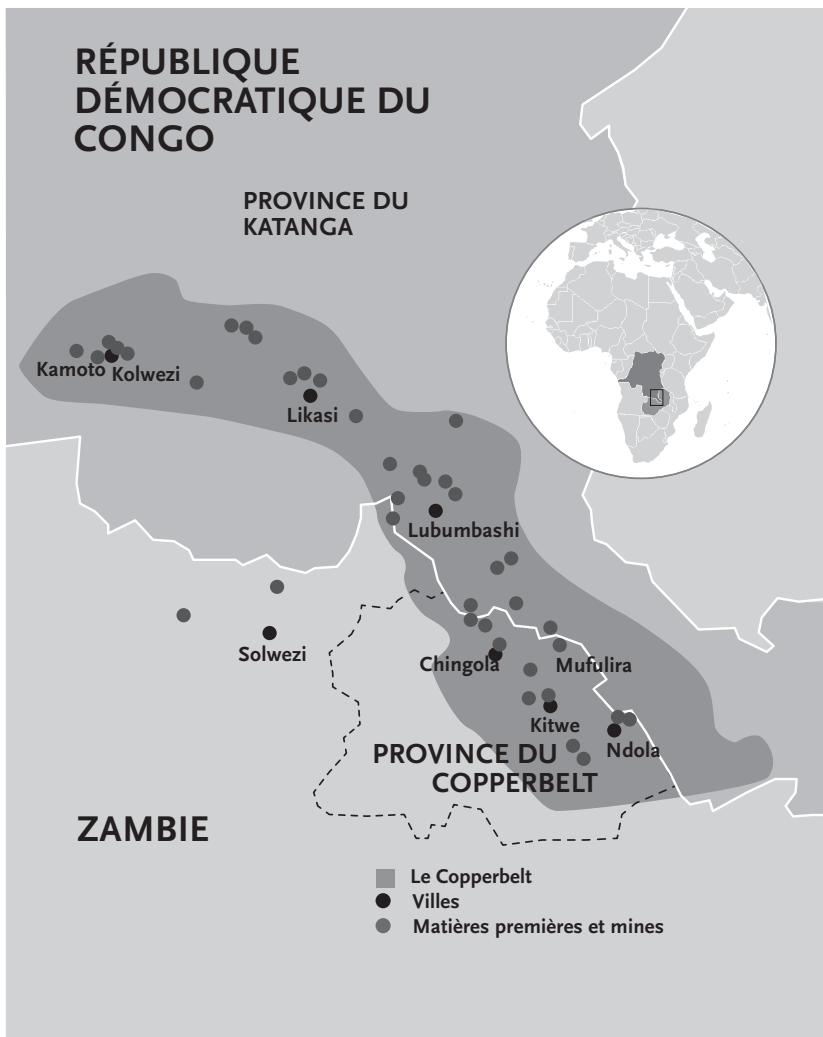 RÉPUBLIQUE
DÉMOCRATIQUE DU
CONGO
PROVINCE DU
KATANGA
Kamoto
Kolwezi
Likasi
Lubumbashi
Solwezi
Chingola
Mufulira
Kitwe
Ndola
PROVINCE DU
COPPERBELT
ZAMBIE
Le Copperbelt
Villes
Matières premières et mines